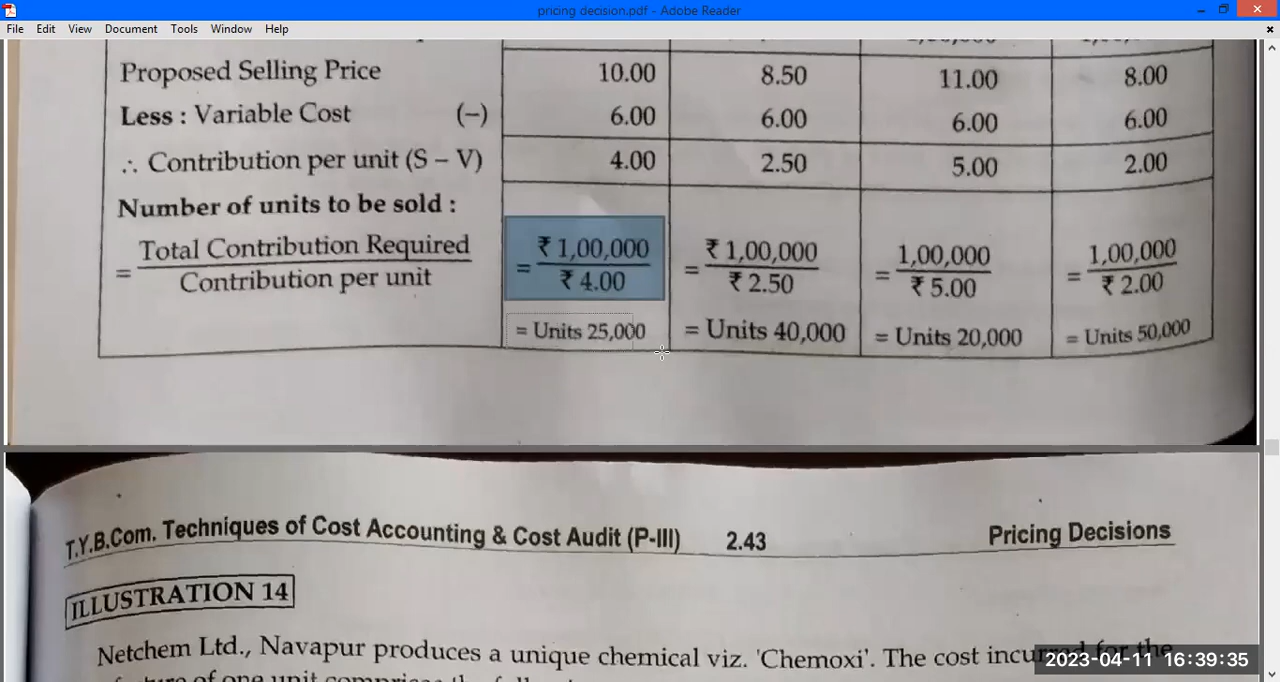 pricing decision.pdf - Adobe Reader
File Edit View Document Tools Window Help
Proposed Selling Price 10.00 8.50 11.00 8.00
Less : Variable Cost (–) 6.00 6.00 6.00 6.00
∴ Contribution per unit (S – V) 4.00 2.50 5.00 2.00
Number of units to be sold :
= Total Contribution Required / Contribution per unit = ₹ 1,00,000 / ₹ 4.00 = ₹ 1,00,000 / ₹ 2.50 = 1,00,000 / ₹ 5.00 = 1,00,000 / ₹ 2.00
= Units 25,000 = Units 40,000 = Units 20,000 = Units 50,000
T.Y.B.Com. Techniques of Cost Accounting & Cost Audit (P-III) 2.43 Pricing Decisions
ILLUSTRATION 14
Netchem Ltd., Navapur produces a unique chemical viz. 'Chemoxi'. The cost incurred for the
of one unit
2023-04-11 16:39:35